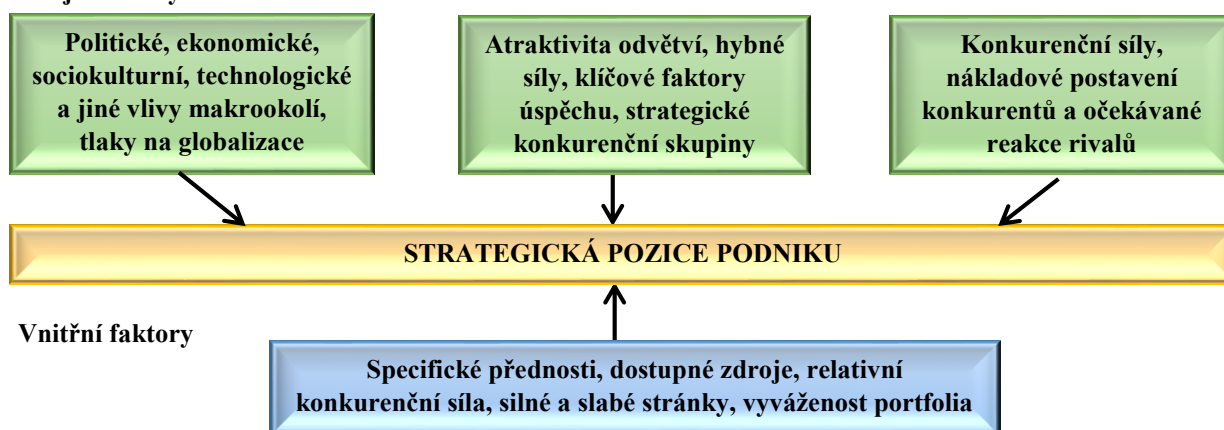 Politické, ekonomické,
sociokulturní, technologické
a jiné vlivy makrookolí,
tlaky na globalizace
Atraktivita odvětví, hybné
síly, klíčové faktory
úspěchu, strategické
konkurenční skupiny
Konkurenční síly,
nákladové postavení
konkurentů a očekávané
reakce rivalů
STRATEGICKÁ POZICE PODNIKU
Vnitřní faktory
Specifické přednosti, dostupné zdroje, relativní
konkurenční síla, silné a slabé stránky, vyváženost portfolia